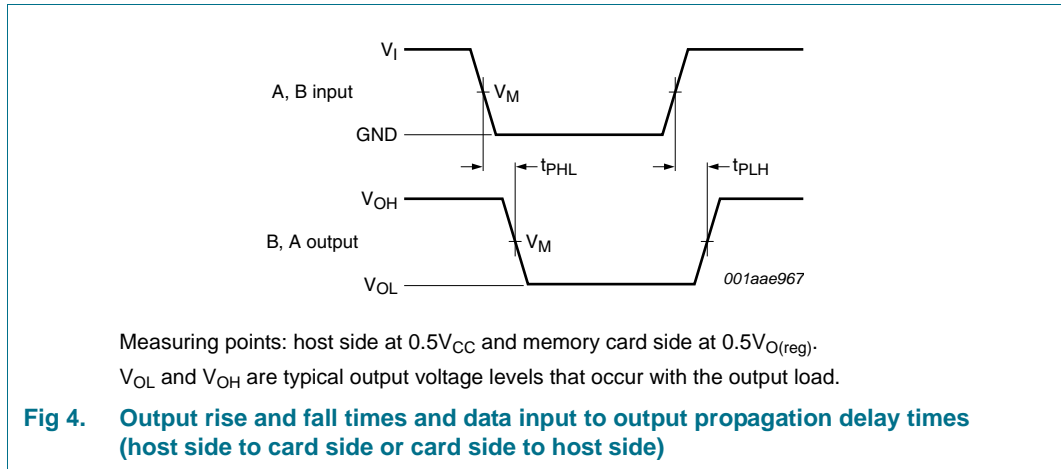 V_I
A, B input
V_M
GND
t_PHL
t_PLH
V_OH
B, A output
V_M
V_OL
001aae967
Measuring points: host side at 0.5V_CC and memory card side at 0.5V_O(reg).
V_OL and V_OH are typical output voltage levels that occur with the output load.
Fig 4. Output rise and fall times and data input to output propagation delay times
(host side to card side or card side to host side)